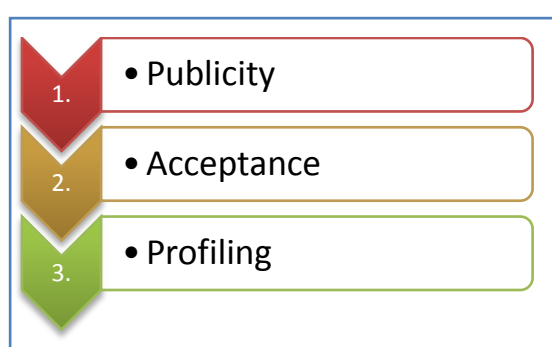 1. • Publicity
2. • Acceptance
3. • Profiling